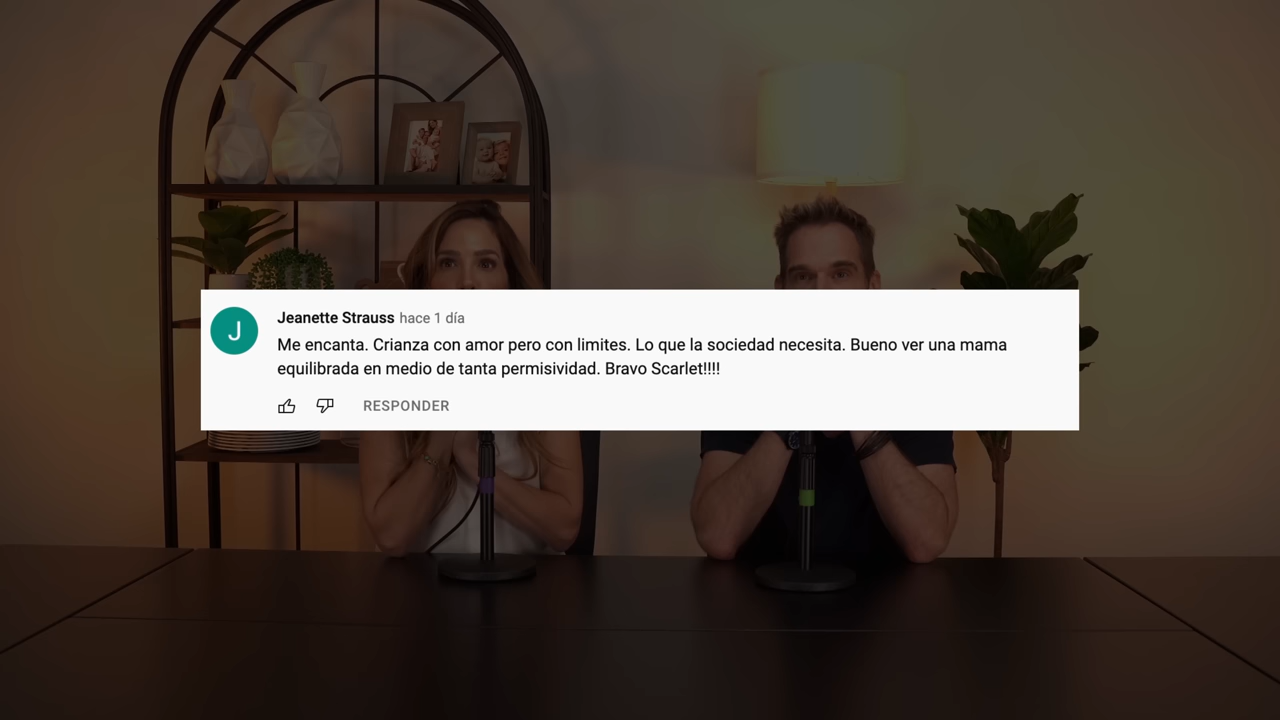 J
Jeanette Strauss hace 1 día
Me encanta. Crianza con amor pero con limites. Lo que la sociedad necesita. Bueno ver una mama
equilibrada en medio de tanta permisividad. Bravo Scarlet!!!!
RESPONDER